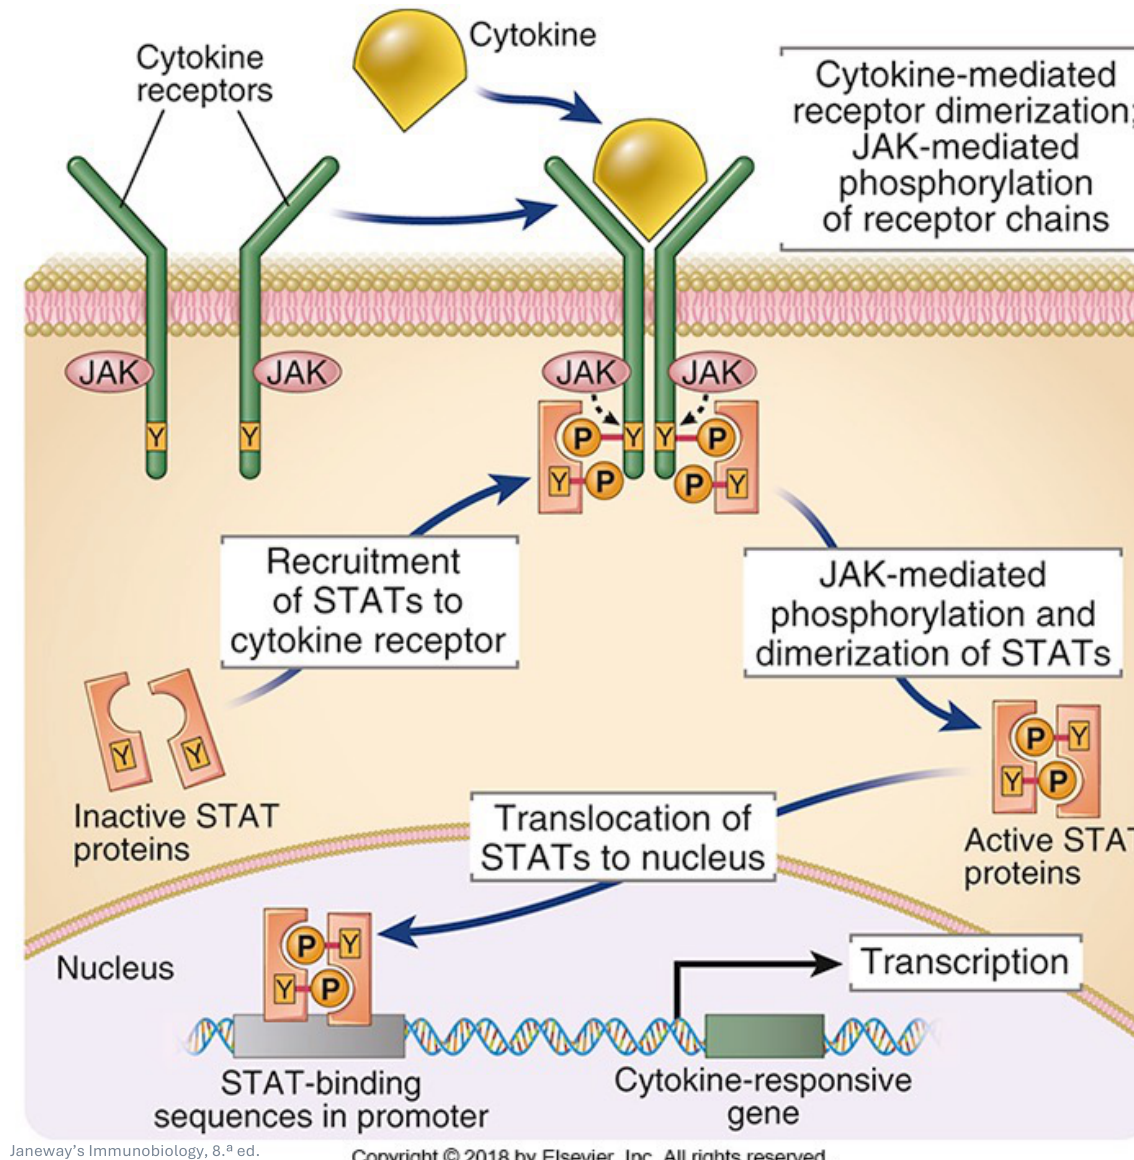 Cytokine
Cytokine
receptors
Cytokine-mediated
receptor dimerization;
JAK-mediated
phosphorylation
of receptor chains
JAK
JAK
JAK
JAK
Y
Y
P
Y
Y
P
Y
P
P
Y
Recruitment
of STATs to
cytokine receptor
JAK-mediated
phosphorylation and
dimerization of STATs
Y
Y
Inactive STAT
proteins
P
Y
Y
P
Active STAT
proteins
Translocation of
STATs to nucleus
Nucleus
P
Y
Y
P
Transcription
STAT-binding
sequences in promoter
Cytokine-responsive
gene
Janeway's Immunobiology, 8.ª ed.
Copyright © 2018 by Elsevier, Inc. All rights reserved.